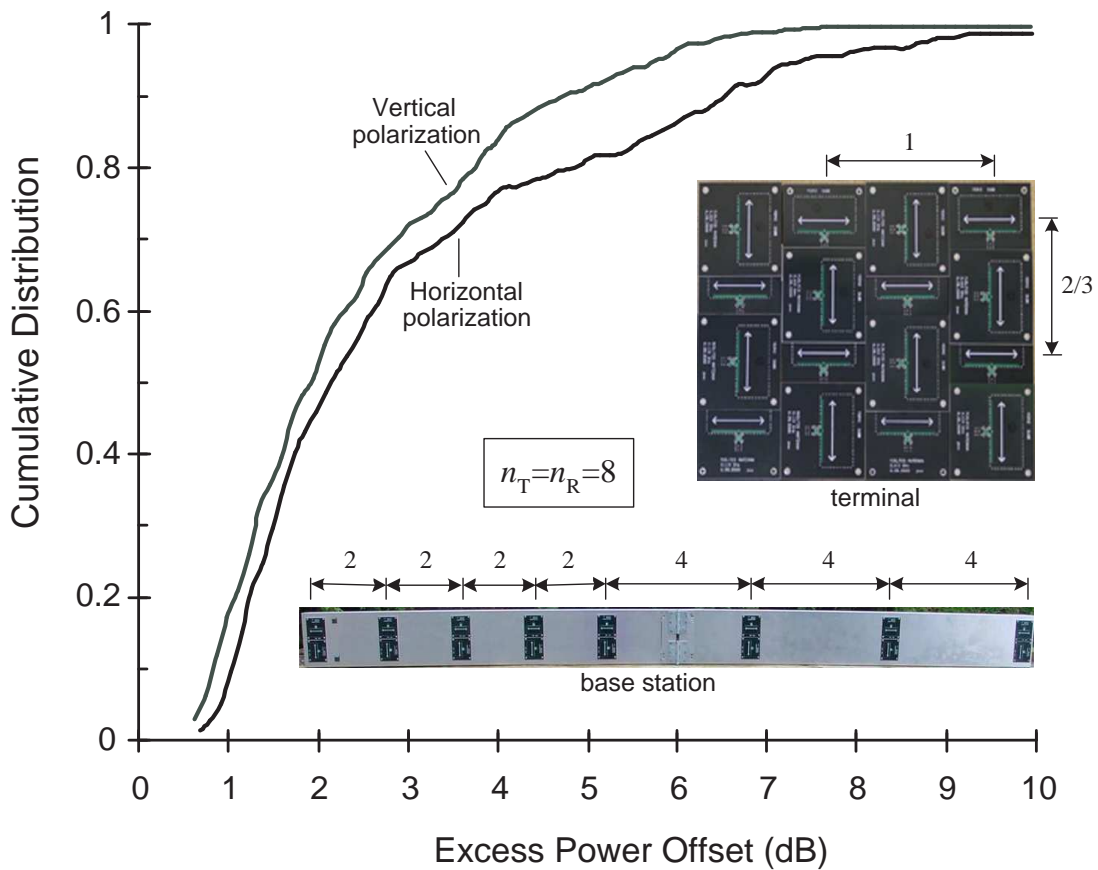 1
0.8
0.6
0.4
0.2
0
Cumulative Distribution
0 1 2 3 4 5 6 7 8 9 10
Excess Power Offset (dB)
Vertical
polarization
Horizontal
polarization
n_T=n_R=8
1
2/3
terminal
2 2 2 2 4 4 4
base station